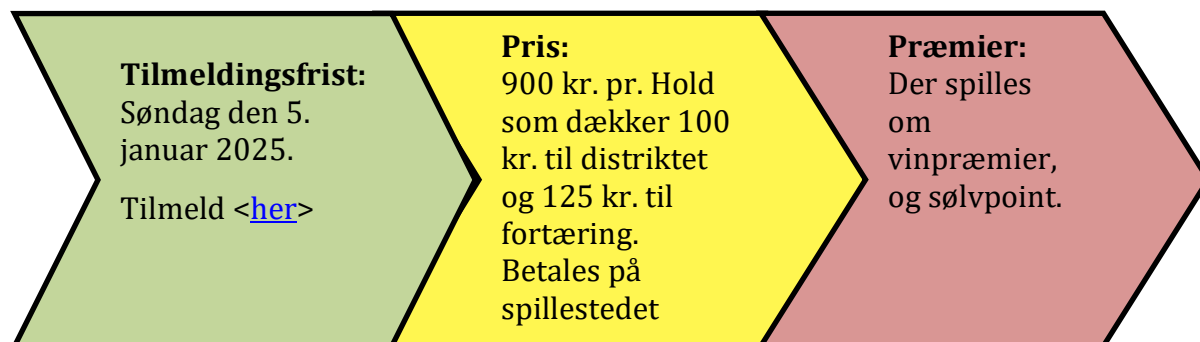 Tilmeldingsfrist:
Søndag den 5.
januar 2025.
Tilmeld <her>
Pris:
900 kr. pr. Hold
som dækker 100
kr. til distriktet
og 125 kr. til
fortæring.
Betales på
spillestedet
Præmier:
Der spilles
om
vinpræmier,
og sølvpoint.